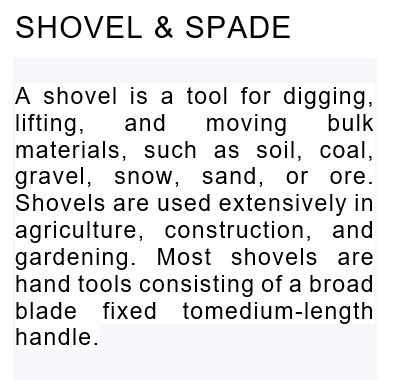 SHOVEL & SPADE
A shovel is a tool for digging,
lifting, and moving bulk
materials, such as soil, coal,
gravel, snow, sand, or ore.
Shovels are used extensively in
agriculture, construction, and
gardening. Most shovels are
hand tools consisting of a broad
blade fixed tomedium-length
handle.